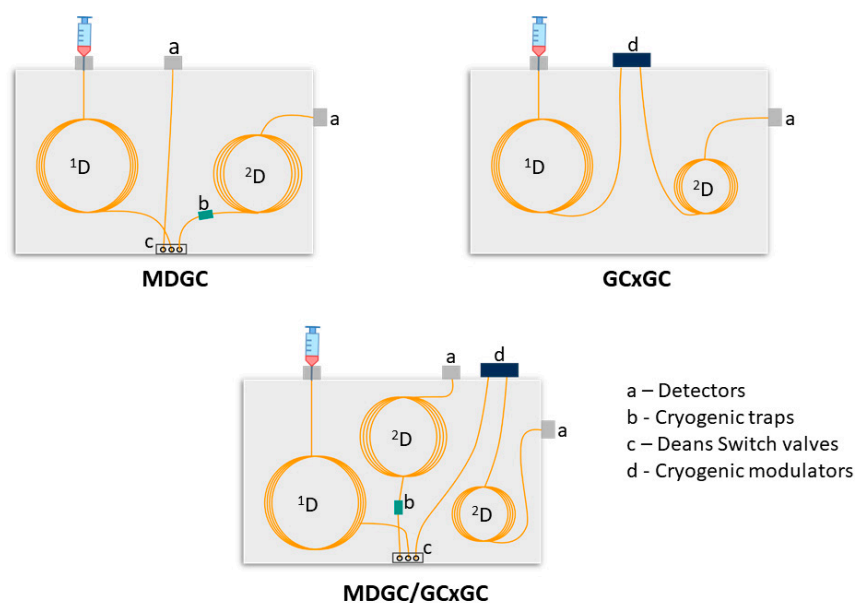 a
d
a
a
¹D
²D
¹D
²D
b
c
MDGC
GCxGC
a
d
a
²D
¹D
b
²D
c
MDGC/GCxGC
a – Detectors
b - Cryogenic traps
c – Deans Switch valves
d - Cryogenic modulators